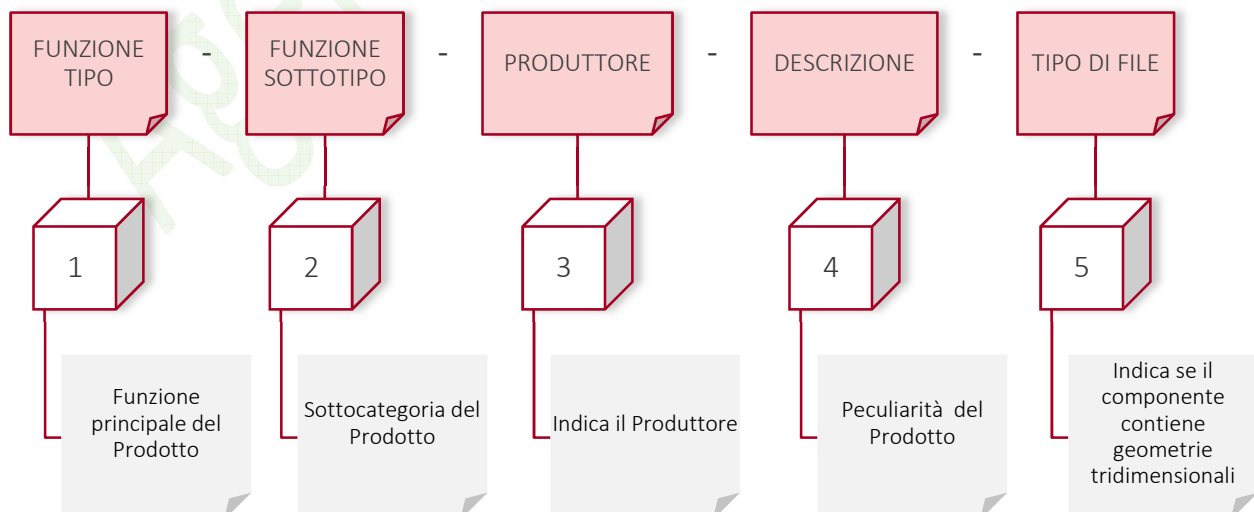 FUNZIONE
TIPO
-
FUNZIONE
SOTTOTIPO
-
PRODUTTORE
-
DESCRIZIONE
-
TIPO DI FILE
1
2
3
4
5
Funzione
principale del
Prodotto
Sottocategoria del
Prodotto
Indica il Produttore
Peculiarità del
Prodotto
Indica se il
componente
contiene
geometrie
tridimensionali